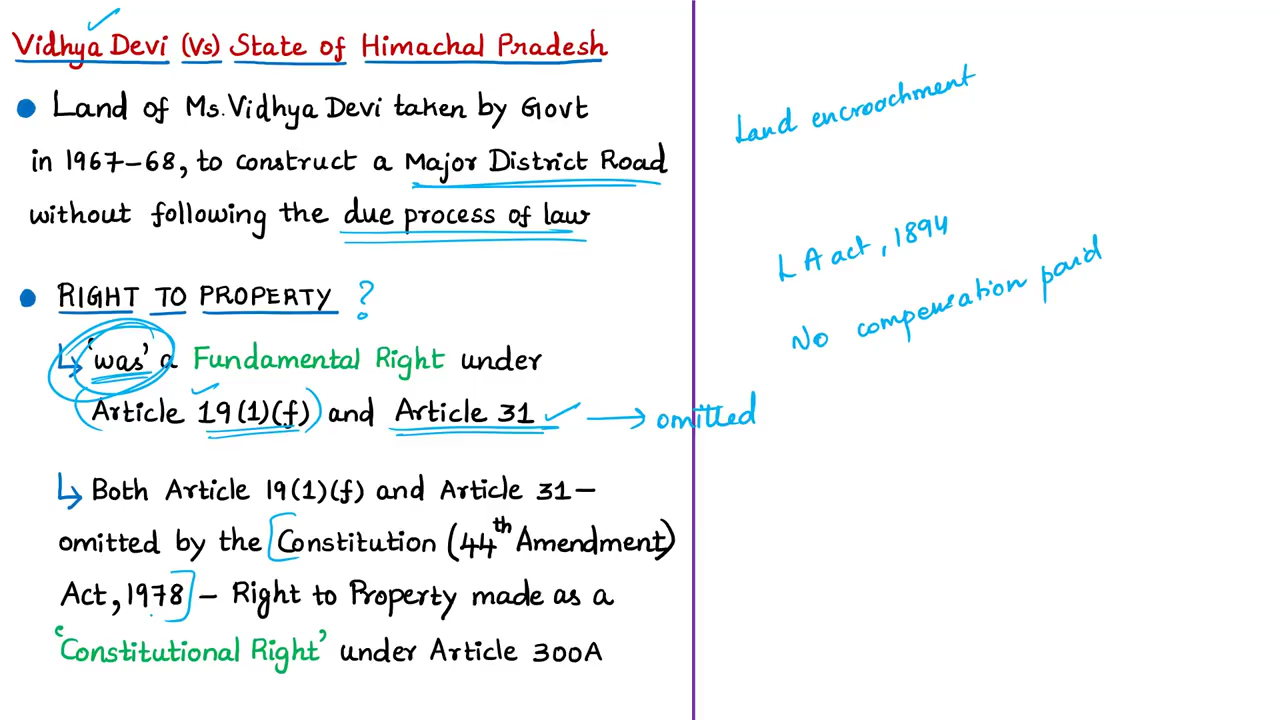 Vidhya Devi (Vs) State of Himachal Pradesh
Land of Ms. Vidhya Devi taken by Govt
in 1967-68, to construct a Major District Road
without following the due process of law
RIGHT TO PROPERTY ?
'was' a Fundamental Right under
Article 19(1)(f) and Article 31 → omitted
Both Article 19(1)(f) and Article 31-
omitted by the Constitution (44th Amendment)
Act, 1978 - Right to Property made as a
'Constitutional Right' under Article 300A
Land encroochment
LA act, 1894
No compensation paid